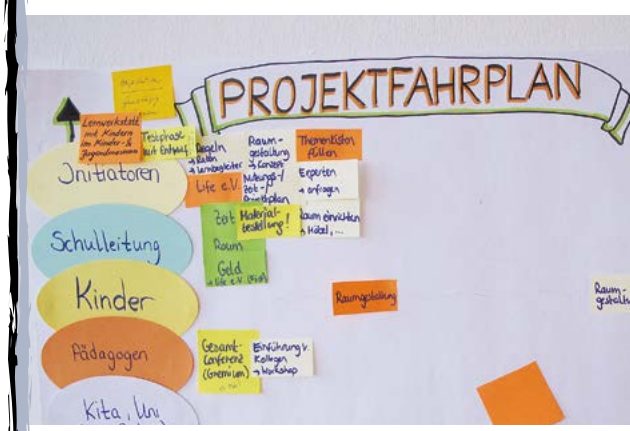 PROJEKTFAHRPLAN
Lernwerkstatt
mit Kindern
im Kinder- &
Jugendmuseum
Testphase
mit Entwurf
Regeln
→ Rollen
→ Lernbegleiter
Raum-
gestaltung
→ Konzept
Nutzungs-/
Zeit-/
Themenkisten
füllen
Initiatoren
Life e.V.
Experten
→ anfragen
Schulleitung
Zeit
Raum
Geld
→ Life e.V.
Material-
bestellung!
Raum einrichten
→ Möbel, ...
Kinder
Raumgestaltung
Raum-
Pädagogen
Gesamt-
konferenz
(Gremium)
Einführung v.
Kollegen
→ Workshop
Kita, Uni